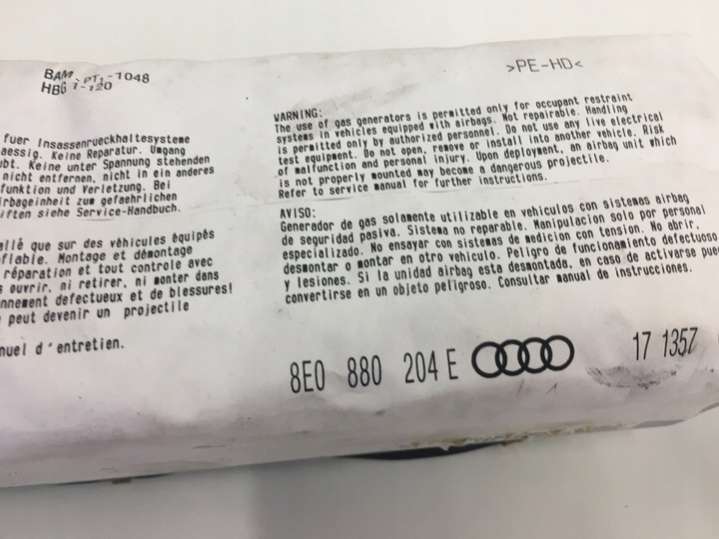 BAM PT1-1048
HBG 1-120
>PE-HD<
fuer Insassenrueckhaltesysteme
aessig. Keine Reparatur. Umgang
ubt. Keine unter Spannung stehenden
nicht entfernen, nicht in ein anderes
funktion und Verletzung. Bei
irbageinheit zum gefaehrlichen
iften siehe Service-Handbuch.
allé que sur des véhicules équipés
flable. Montage et démontage
réparation et tout controle avec
s ouvrir, ni retirer, ni monter dans
nnement defectueux et de blessures!
peut devenir un projectile
nuel d'entretien.
WARNING:
The use of gas generators is permitted only for occupant restraint
systems in vehicles equipped with airbags. Not repairable. Handling
is permitted only by authorized personnel. Do not use any live electrical
test equipment. Do not open, remove or install into another vehicle. Risk
of malfunction and personal injury. Upon deployment, an airbag unit which
is not properly mounted may become a dangerous projectile.
Refer to service manual for further instructions.
AVISO:
Generador de gas solamente utilizable en vehiculos con sistemas airbag
de seguridad pasiva. Sistema no reparable. Manipulacion solo por personal
especializado. No ensayar con sistemas de medicion con tension. No abrir,
desmontar o montar en otro vehiculo. Peligro de funcionamiento defectuoso
y lesiones. Si la unidad airbag esta desmontada, en caso de activarse pue
convertirse en un objeto peligroso. Consultar manual de instrucciones.
8E0 880 204 E 17 1357